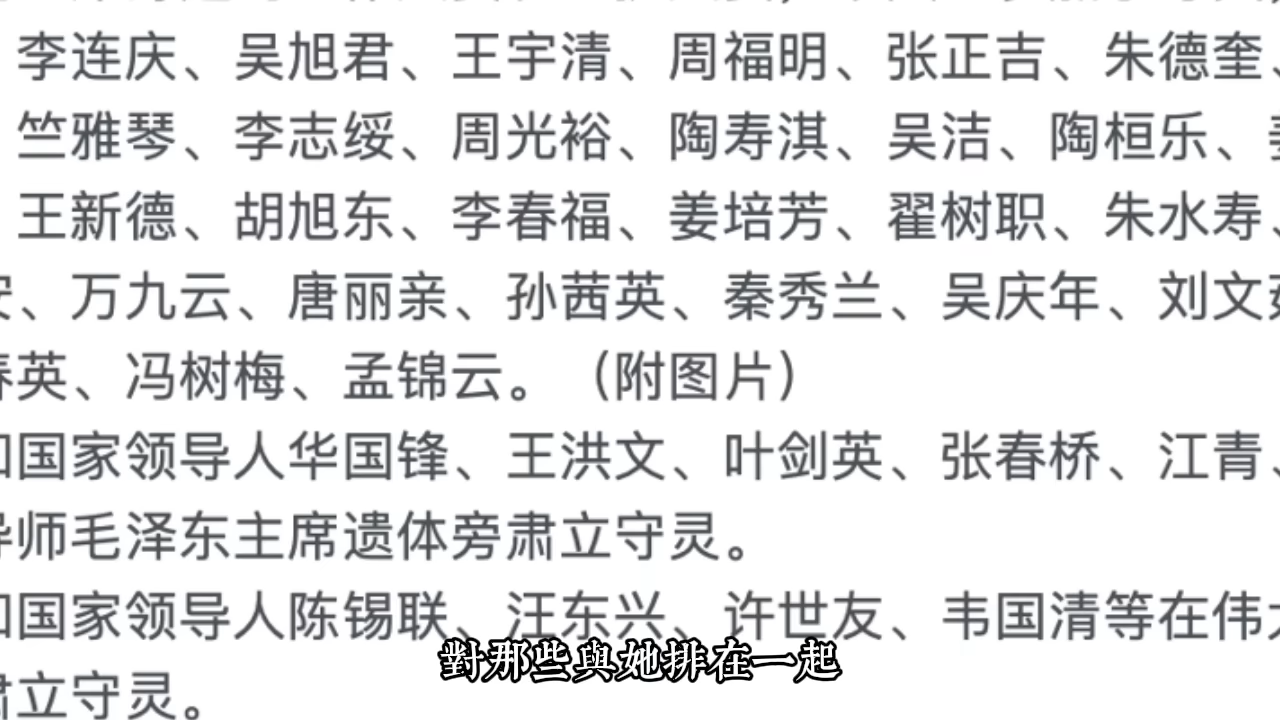 李连庆、吴旭君、王宇清、周福明、张正吉、朱德奎、
竺雅琴、李志绥、周光裕、陶寿淇、吴洁、陶桓乐、
王新德、胡旭东、李春福、姜培芳、翟树职、朱水寿、
安、万九云、唐丽亲、孙茜英、秦秀兰、吴庆年、刘文
春英、冯树梅、孟锦云。（附图片）
和国家领导人华国锋、王洪文、叶剑英、张春桥、江青、
导师毛泽东主席遗体旁肃立守灵。
和国家领导人陈锡联、汪东兴、许世友、韦国清等在伟大
肃立守灵。
對那些與她排在一起